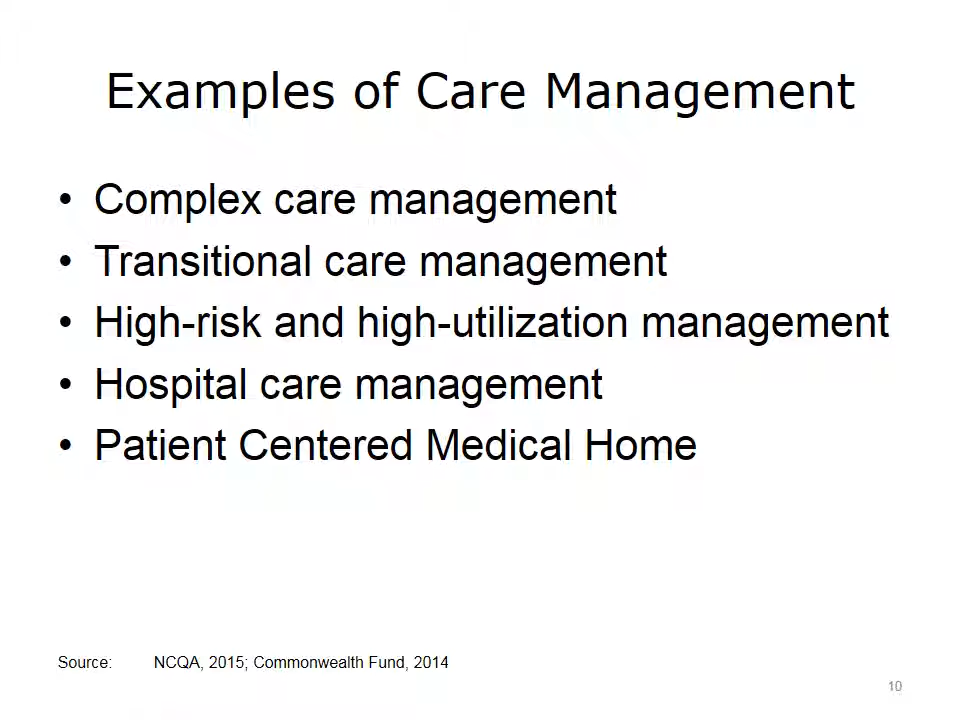 Examples of Care Management
• Complex care management
• Transitional care management
• High-risk and high-utilization management
• Hospital care management
• Patient Centered Medical Home
Source: NCQA, 2015; Commonwealth Fund, 2014
10